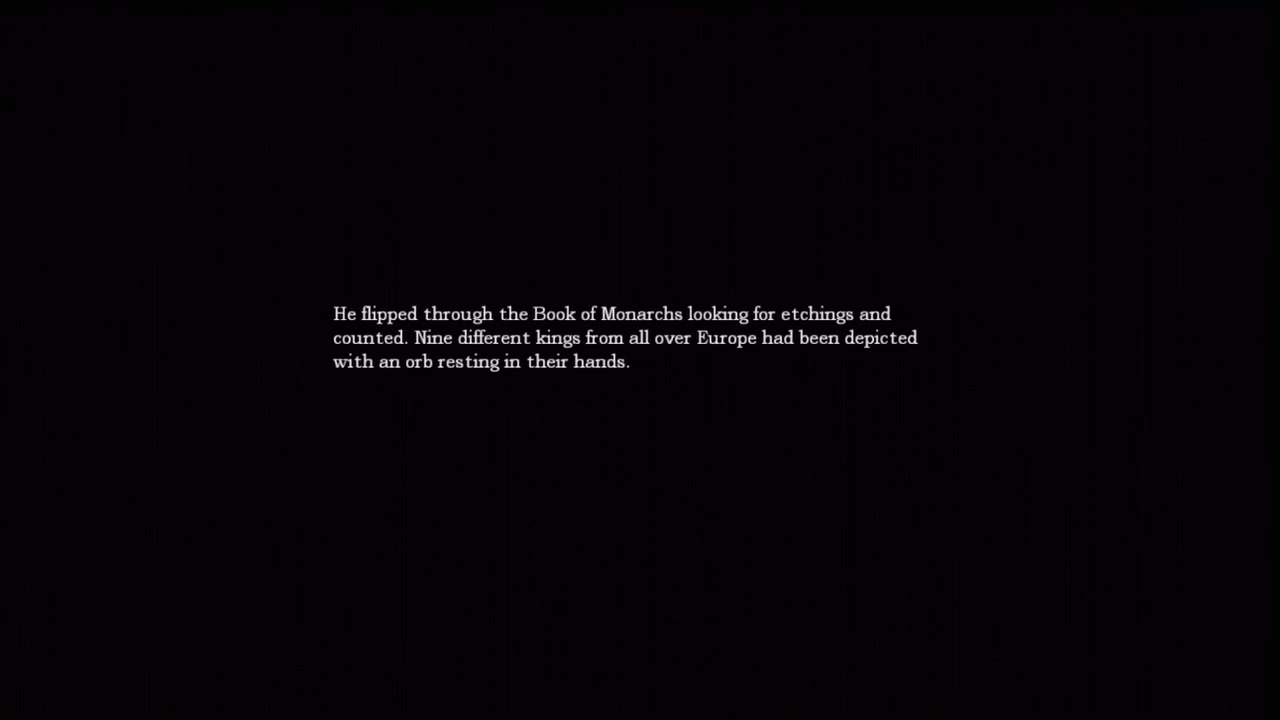 He flipped through the Book of Monarchs looking for etchings and
counted. Nine different kings from all over Europe had been depicted
with an orb resting in their hands.